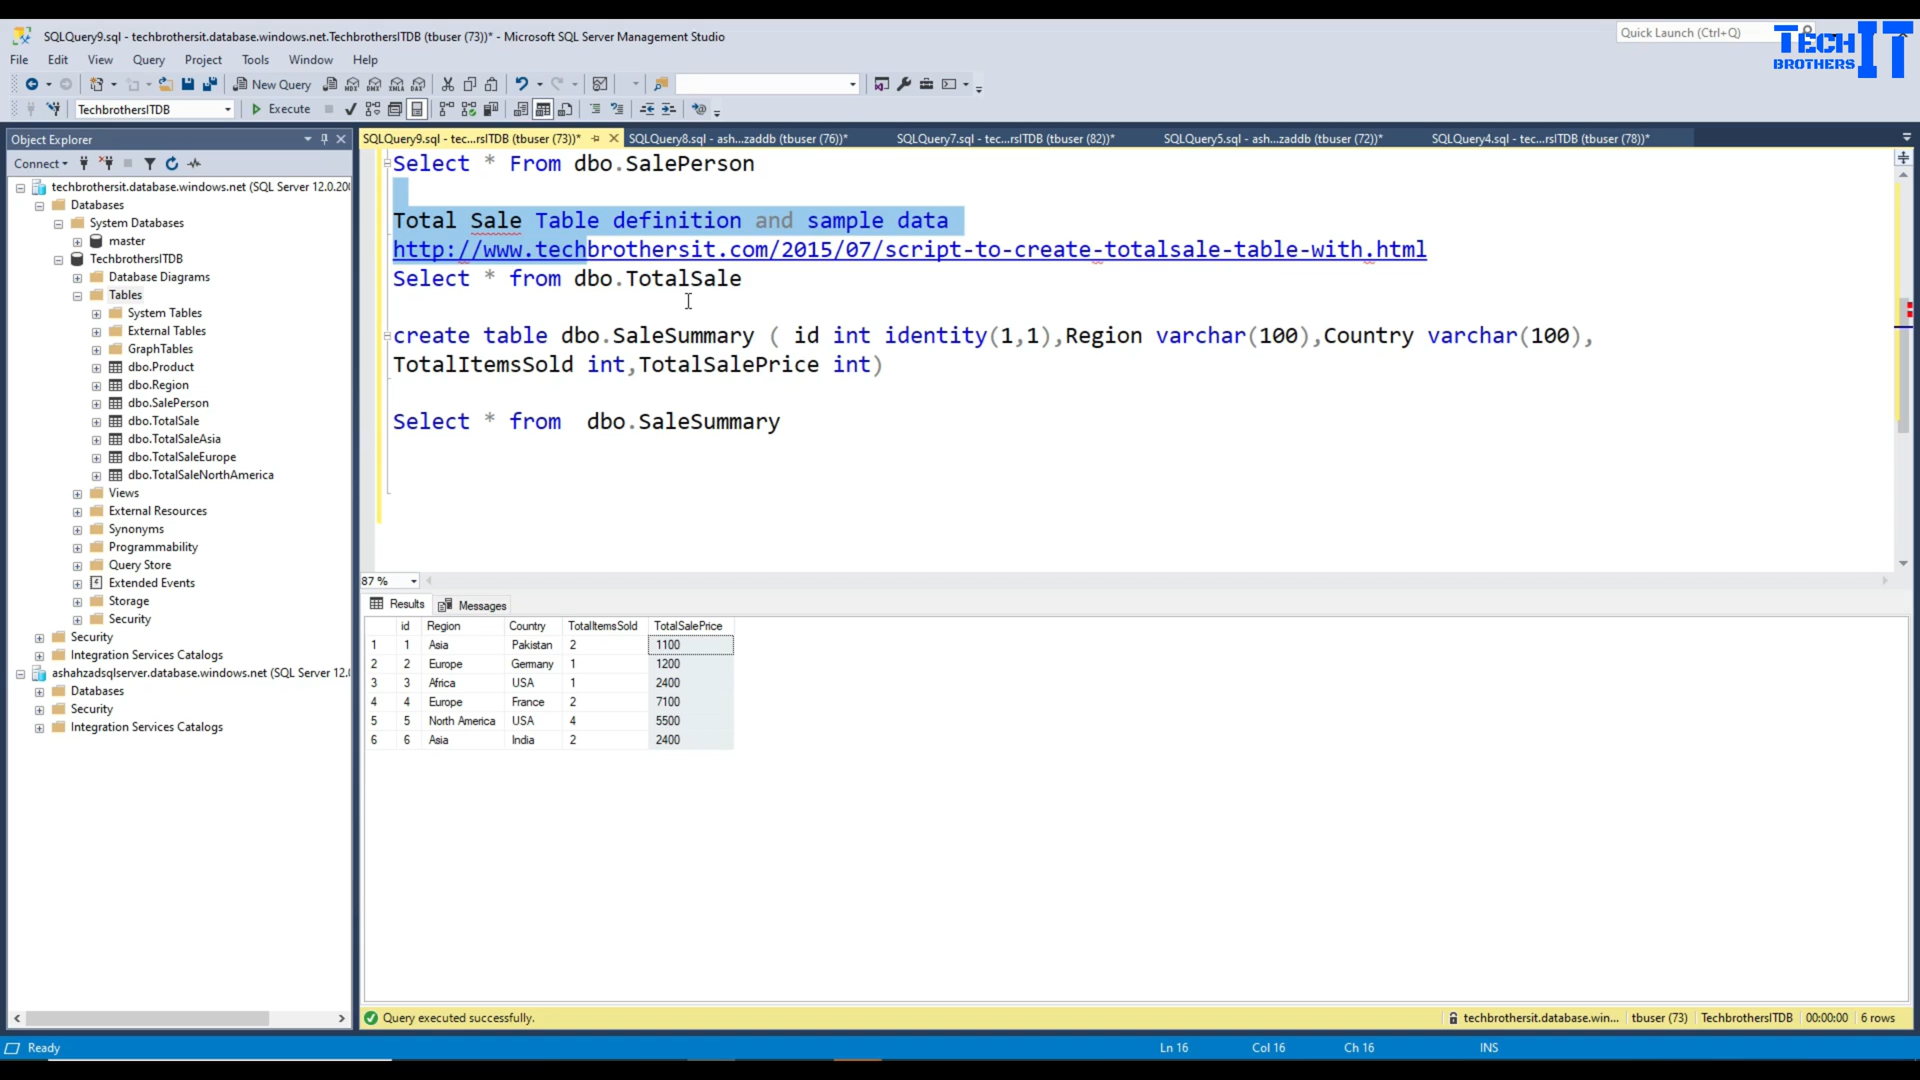 SQLQuery9.sql - techbrothersit.database.windows.net.TechbrothersITDB (tbuser (73))* - Microsoft SQL Server Management Studio
Quick Launch (Ctrl+Q)
TECH IT
BROTHERS
File Edit View Query Project Tools Window Help
New Query
TechbrothersITDB
Execute
Object Explorer
SQLQuery9.sql - tec...rsITDB (tbuser (73))*
SQLQuery8.sql - ash...zaddb (tbuser (76))*
SQLQuery7.sql - tec...rsITDB (tbuser (82))*
SQLQuery5.sql - ash...zaddb (tbuser (72))*
SQLQuery4.sql - tec...rsITDB (tbuser (78))*
Connect
techbrothersit.database.windows.net (SQL Server 12.0.200
Databases
System Databases
master
TechbrothersITDB
Database Diagrams
Tables
System Tables
External Tables
GraphTables
dbo.Product
dbo.Region
dbo.SalePerson
dbo.TotalSale
dbo.TotalSaleAsia
dbo.TotalSaleEurope
dbo.TotalSaleNorthAmerica
Views
External Resources
Synonyms
Programmability
Query Store
Extended Events
Storage
Security
Security
Integration Services Catalogs
ashahzadsqlserver.database.windows.net (SQL Server 12.0
Databases
Security
Integration Services Catalogs
Select * From dbo.SalePerson
Total Sale Table definition and sample data
http://www.techbrothersit.com/2015/07/script-to-create-totalsale-table-with.html
Select * from dbo.TotalSale
create table dbo.SaleSummary ( id int identity(1,1),Region varchar(100),Country varchar(100),
TotalItemsSold int,TotalSalePrice int)
Select * from  dbo.SaleSummary
87 %
Results Messages
id Region Country TotalItemsSold TotalSalePrice
1 1 Asia Pakistan 2 1100
2 2 Europe Germany 1 1200
3 3 Africa USA 1 2400
4 4 Europe France 2 7100
5 5 North America USA 4 5500
6 6 Asia India 2 2400
Query executed successfully.
techbrothersit.database.win... tbuser (73) TechbrothersITDB 00:00:00 6 rows
Ready
Ln 16 Col 16 Ch 16 INS